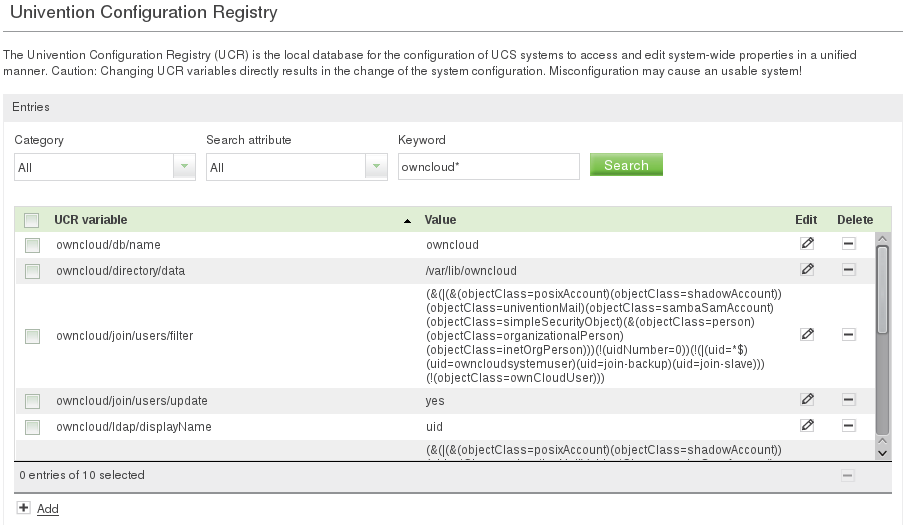 Univention Configuration Registry
The Univention Configuration Registry (UCR) is the local database for the configuration of UCS systems to access and edit system-wide properties in a unified
manner. Caution: Changing UCR variables directly results in the change of the system configuration. Misconfiguration may cause an usable system!
Entries
Category Search attribute Keyword
All All owncloud* Search
UCR variable Value Edit Delete
owncloud/db/name owncloud
owncloud/directory/data /var/lib/owncloud
(&(|(&(objectClass=posixAccount)(objectClass=shadowAccount))
(objectClass=univentionMail)(objectClass=sambaSamAccount)
(objectClass=simpleSecurityObject)(&(objectClass=person)
owncloud/join/users/filter (objectClass=organizationalPerson)
(objectClass=inetOrgPerson)))(!(uidNumber=0))(!(|(uid=*$)
(uid=owncloudsystemuser)(uid=join-backup)(uid=join-slave)))
(!(objectClass=ownCloudUser)))
owncloud/join/users/update yes
owncloud/ldap/displayName uid
(&(|(&(objectClass=posixAccount)(objectClass=shadowAccount))
0 entries of 10 selected
Add